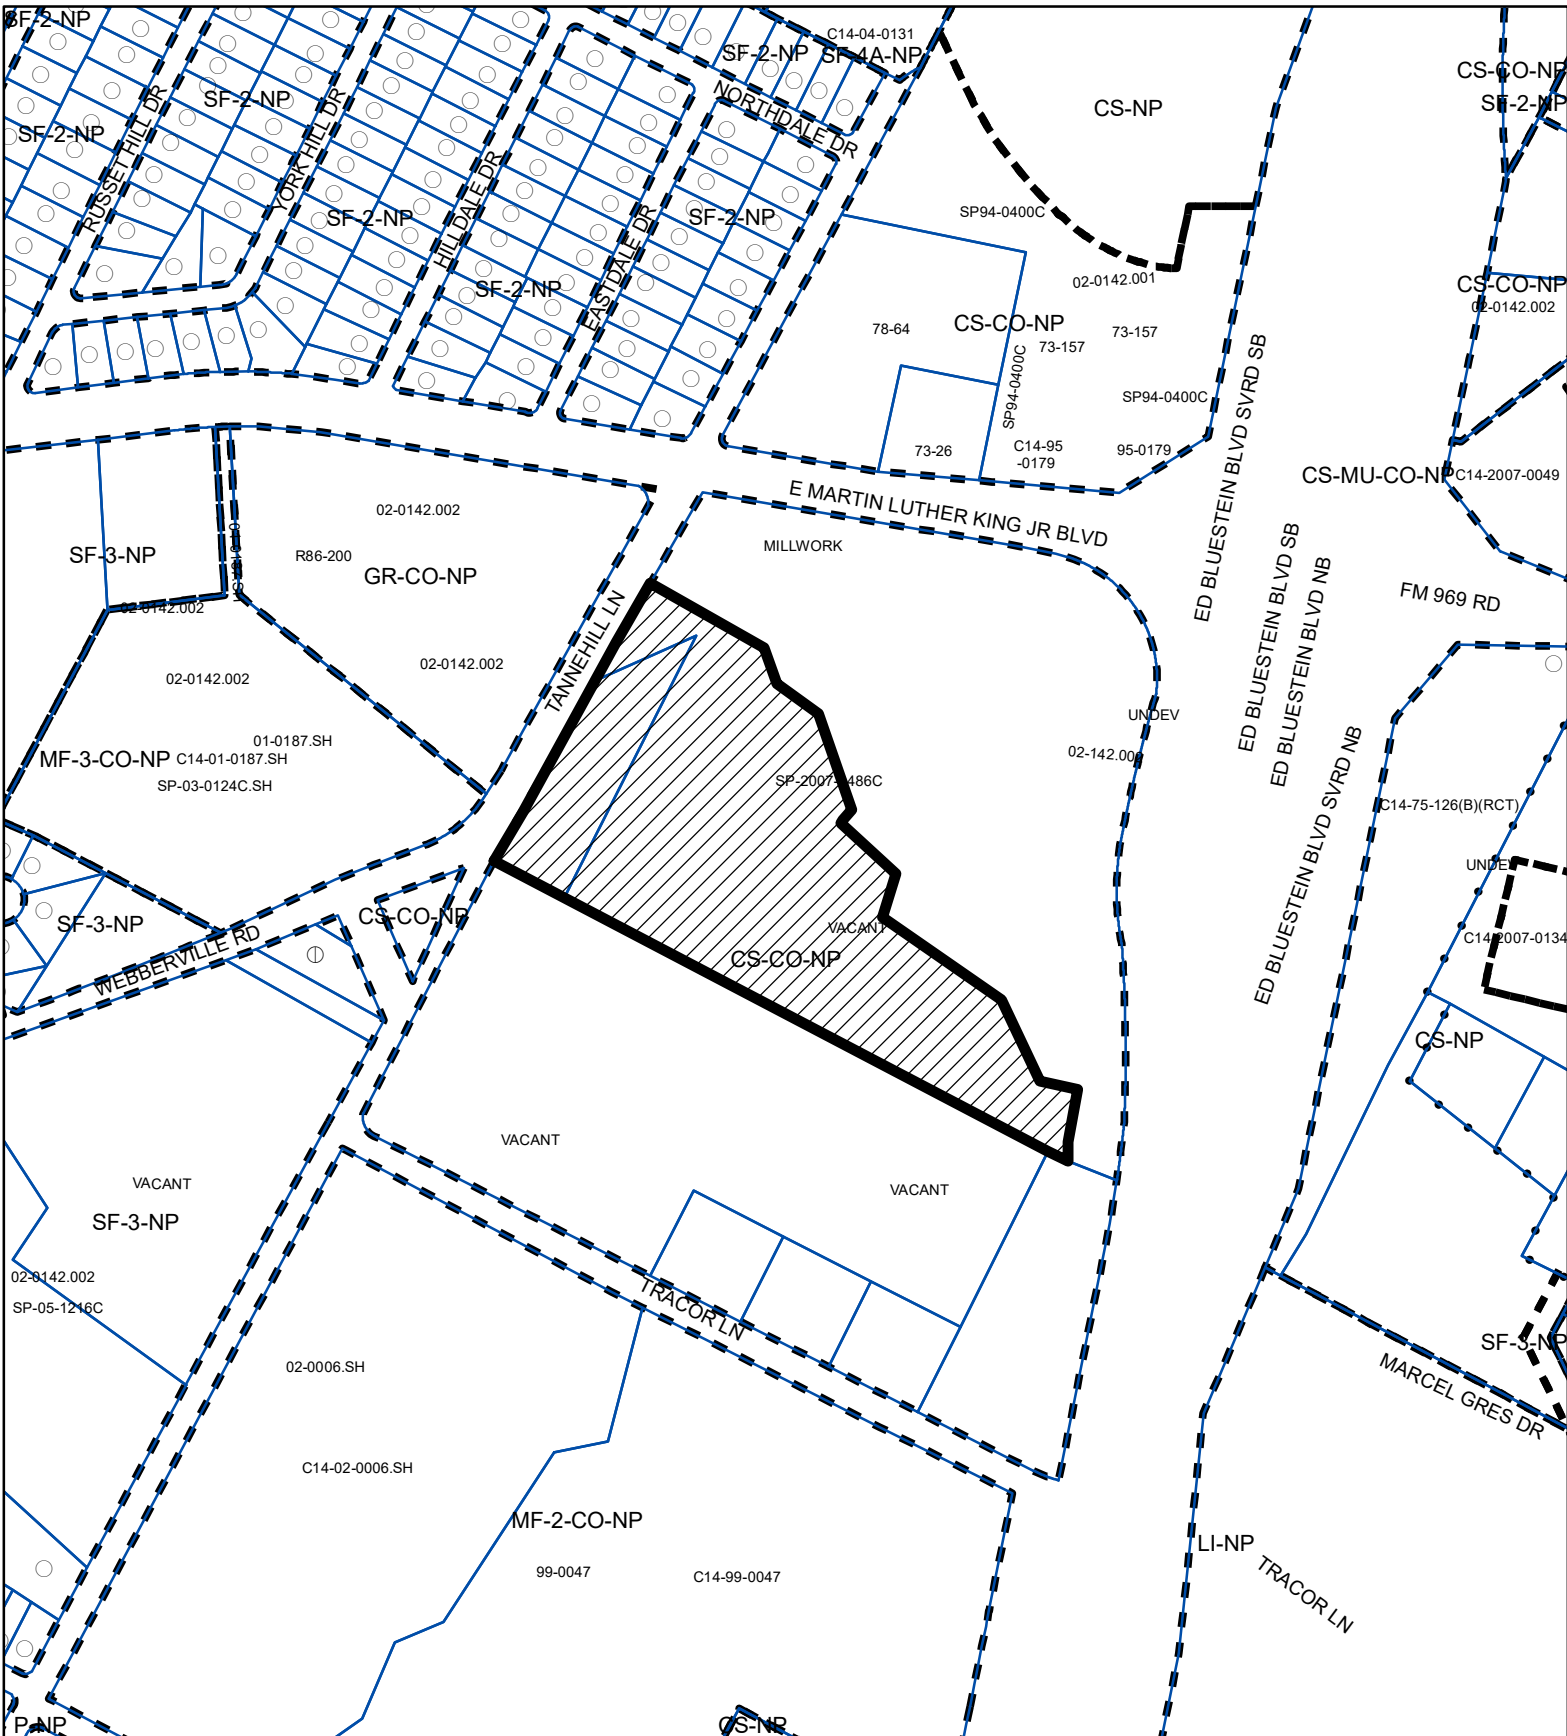 SF-2-NP
C14-04-0131
SF-2-NP
SF-4A-NP
CS-CO-NP
SF-2-NP
SF-2-NP
NORTHDALE DR
CS-NP
SF-2-NP
RUSSET HILL DR
YORK HILL DR
HILLDALE DR
EASTDALE DR
SF-2-NP
SF-2-NP
SP94-0400C
SF-2-NP
02-0142.001
CS-CO-NP
02-0142.002
78-64
CS-CO-NP
73-157
73-157
SP94-0400C
SP94-0400C
73-26
C14-95
-0179
95-0179
ED BLUESTEIN BLVD SVRD SB
CS-MU-CO-NP
C14-2007-0049
E MARTIN LUTHER KING JR BLVD
02-0142.002
MILLWORK
SF-3-NP
R86-200
GR-CO-NP
02-0142.002
FM 969 RD
ED BLUESTEIN BLVD SB
ED BLUESTEIN BLVD NB
TANNEHILL LN
02-0142.002
02-0142.002
UNDEV
01-0187.SH
MF-3-CO-NP
C14-01-0187.SH
SP-03-0124C.SH
C14-75-126(B)(RCT)
ED BLUESTEIN BLVD SVRD NB
UNDEV
SF-3-NP
CS-CO-NP
VACANT
C14-2007-0134
WEBBERVILLE RD
CS-CO-NP
CS-NP
VACANT
VACANT
VACANT
SF-3-NP
02-0142.002
SP-05-1216C
TRACOR LN
SF-3-NP
MARCEL GRES DR
02-0006.SH
C14-02-0006.SH
MF-2-CO-NP
99-0047
C14-99-0047
LI-NP
TRACOR LN
P-NP